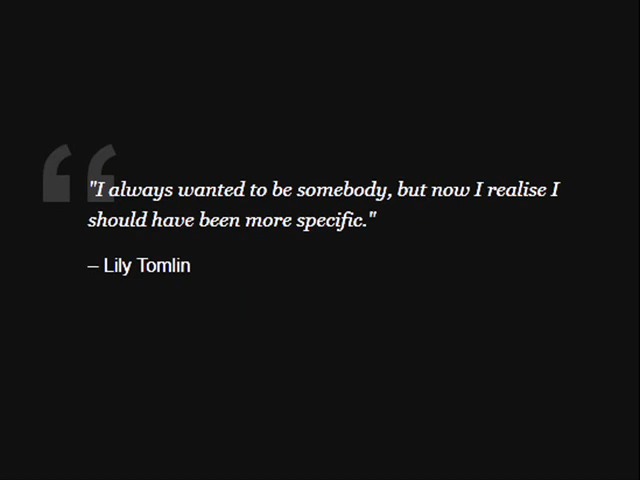 "I always wanted to be somebody, but now I realise I
should have been more specific."
– Lily Tomlin